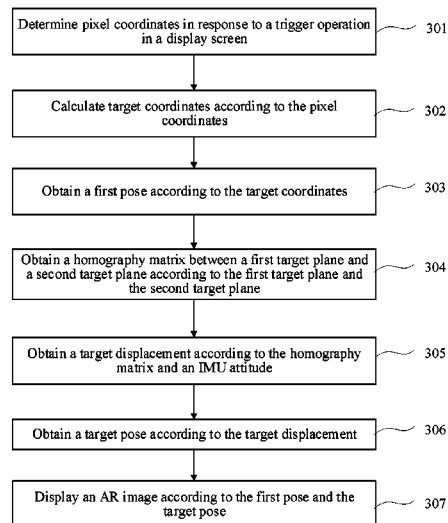 Determine pixel coordinates in response to a trigger operation
in a display screen
301
Calculate target coordinates according to the pixel
coordinates
302
Obtain a first pose according to the target coordinates
303
Obtain a homography matrix between a first target plane and
a second target plane according to the first target plane and
the second target plane
304
Obtain a target displacement according to the homography
matrix and an IMU attitude
305
Obtain a target pose according to the target displacement
306
Display an AR image according to the first pose and the
target pose
307